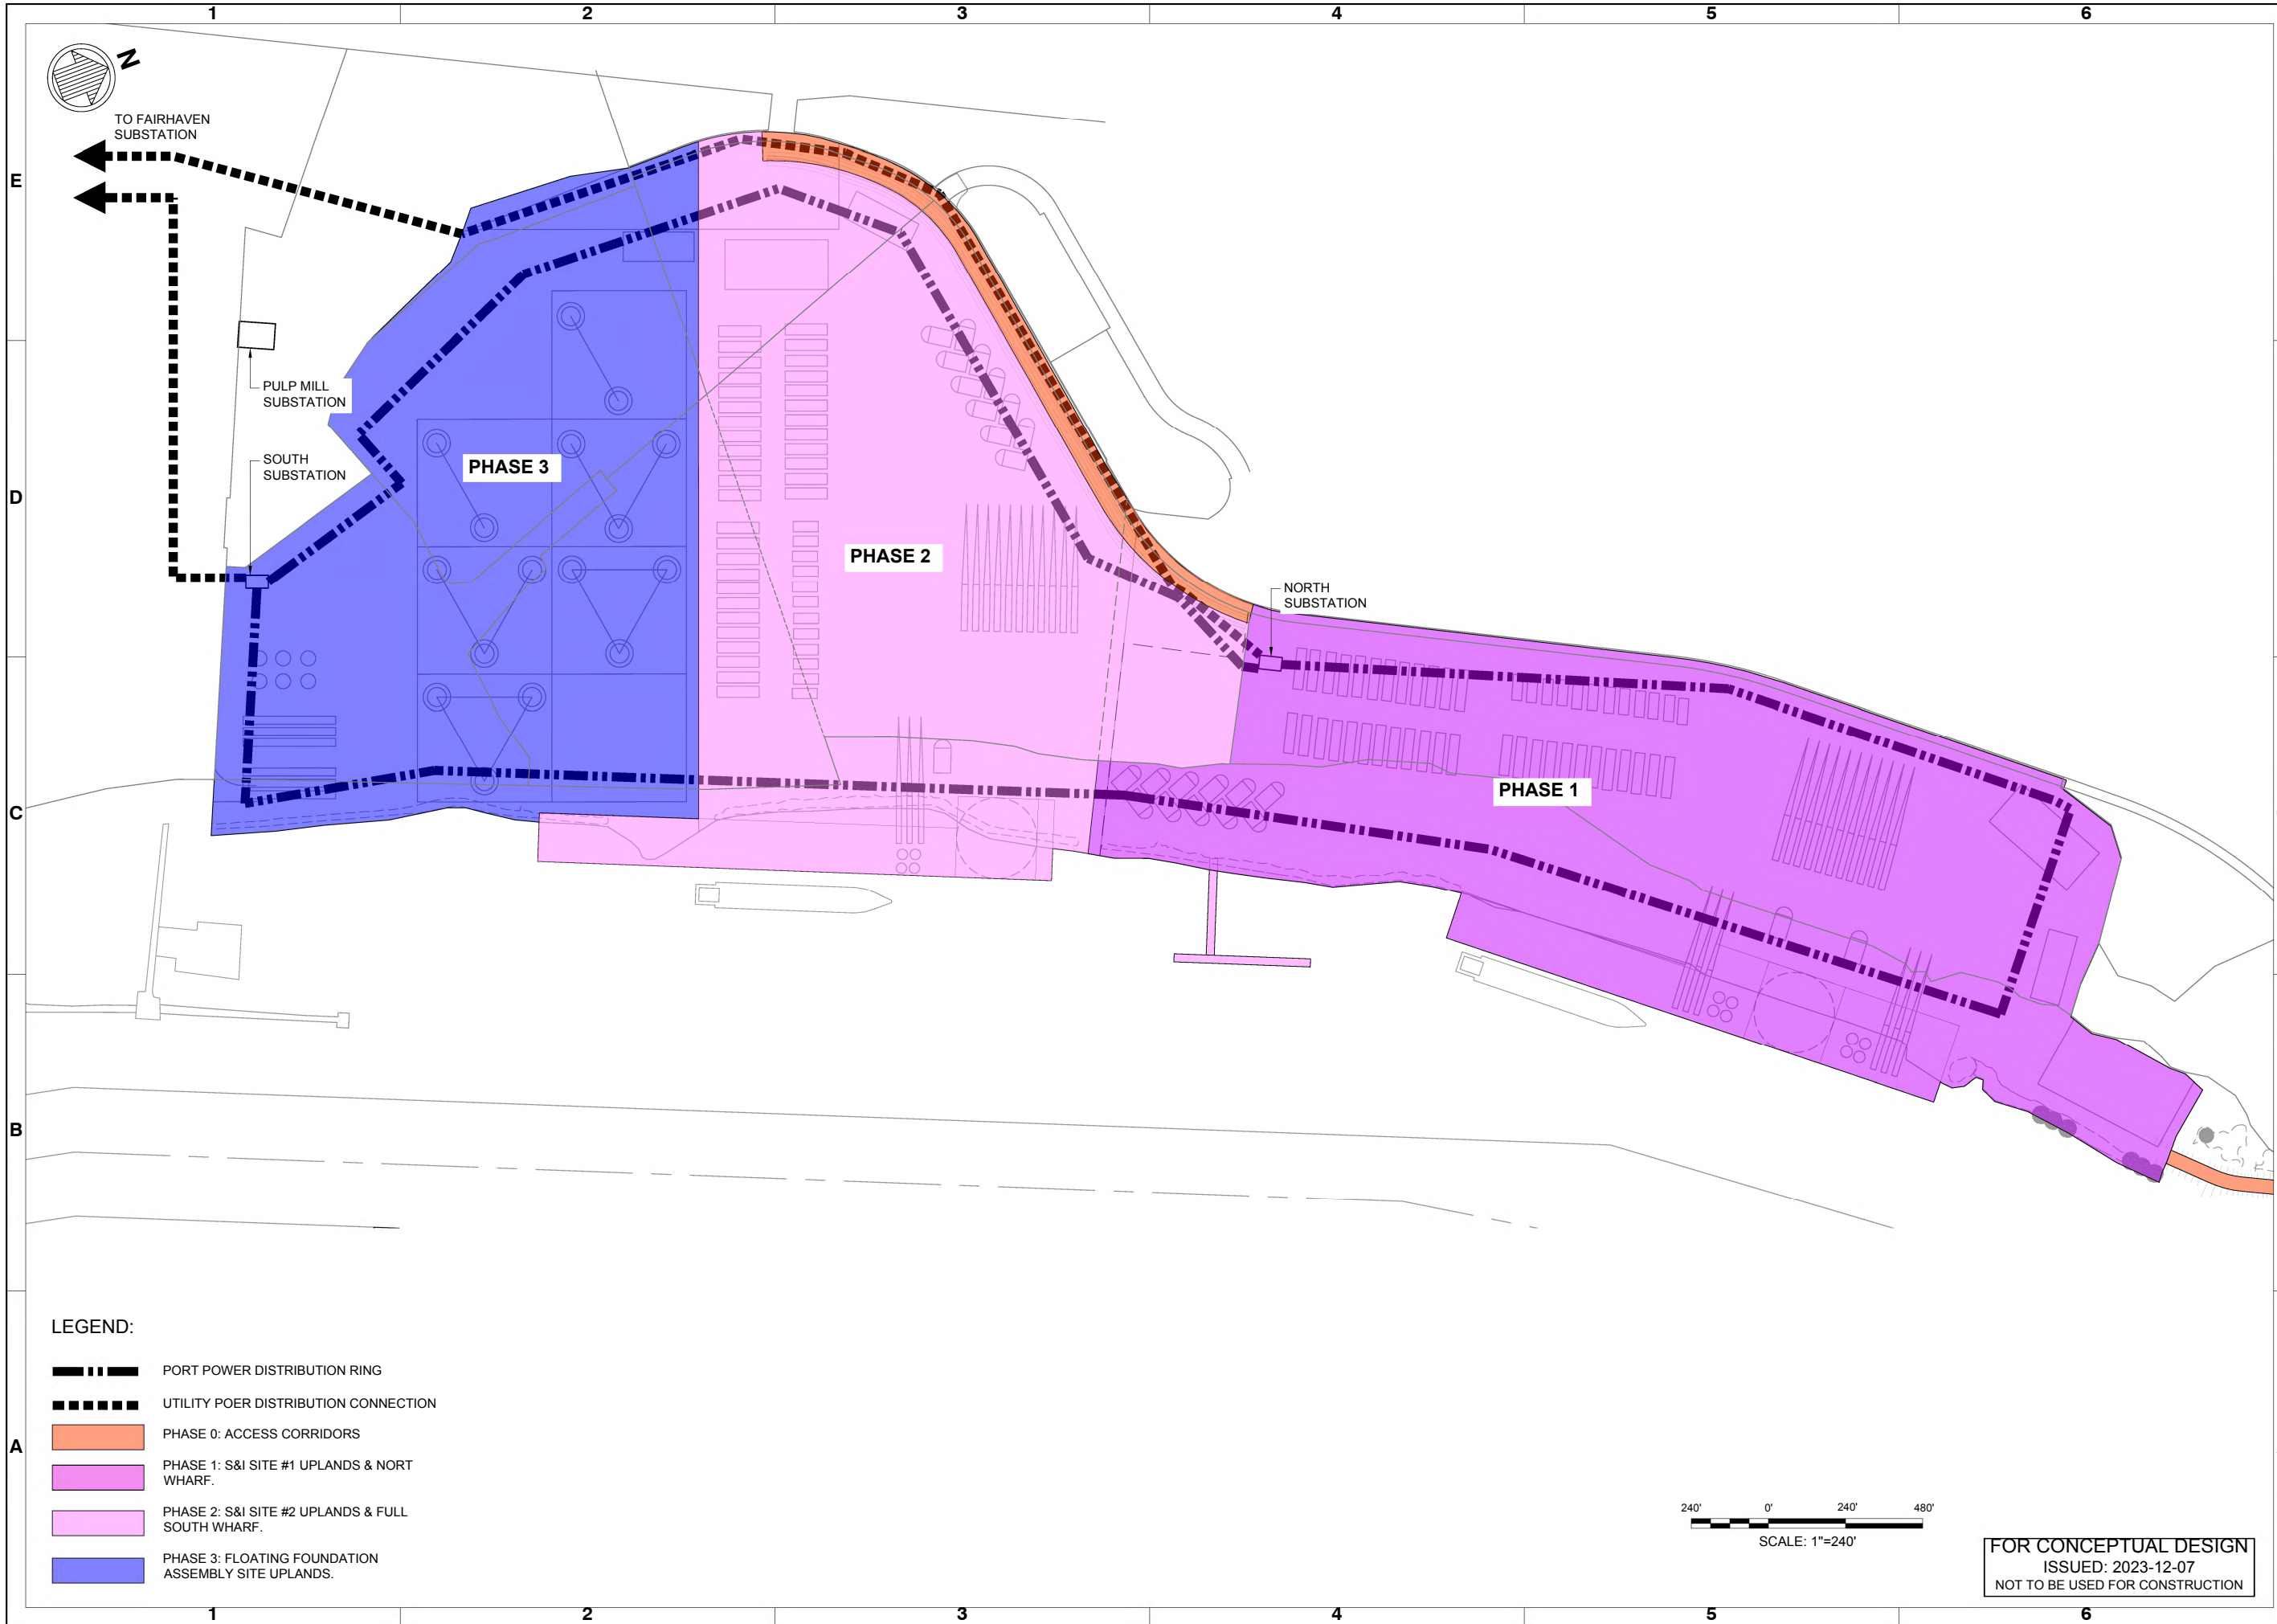 1 2 3 4 5 6
N
TO FAIRHAVEN
SUBSTATION
E
PULP MILL
SUBSTATION
SOUTH
SUBSTATION
PHASE 3
D
PHASE 2
NORTH
SUBSTATION
PHASE 1
C
B
LEGEND:
PORT POWER DISTRIBUTION RING
UTILITY POER DISTRIBUTION CONNECTION
PHASE 0: ACCESS CORRIDORS
A
PHASE 1: S&I SITE #1 UPLANDS & NORT
WHARF.
PHASE 2: S&I SITE #2 UPLANDS & FULL
SOUTH WHARF.
PHASE 3: FLOATING FOUNDATION
ASSEMBLY SITE UPLANDS.
240' 0' 240' 480'
SCALE: 1"=240'
FOR CONCEPTUAL DESIGN
ISSUED: 2023-12-07
NOT TO BE USED FOR CONSTRUCTION
1 2 3 4 5 6